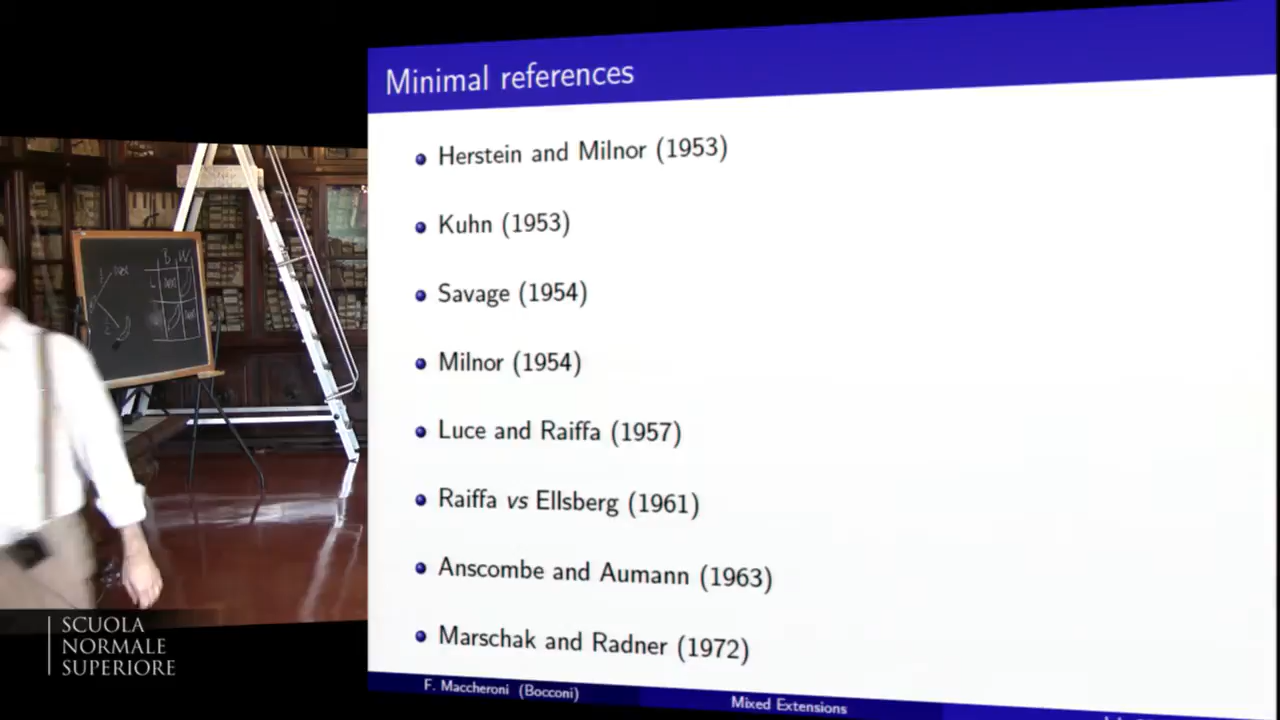 Minimal references
Herstein and Milnor (1953)
Kuhn (1953)
Savage (1954)
Milnor (1954)
Luce and Raiffa (1957)
Raiffa vs Ellsberg (1961)
Anscombe and Aumann (1963)
Marschak and Radner (1972)
F. Maccheroni (Bocconi)
Mixed Extensions
SCUOLA
NORMALE
SUPERIORE
B W